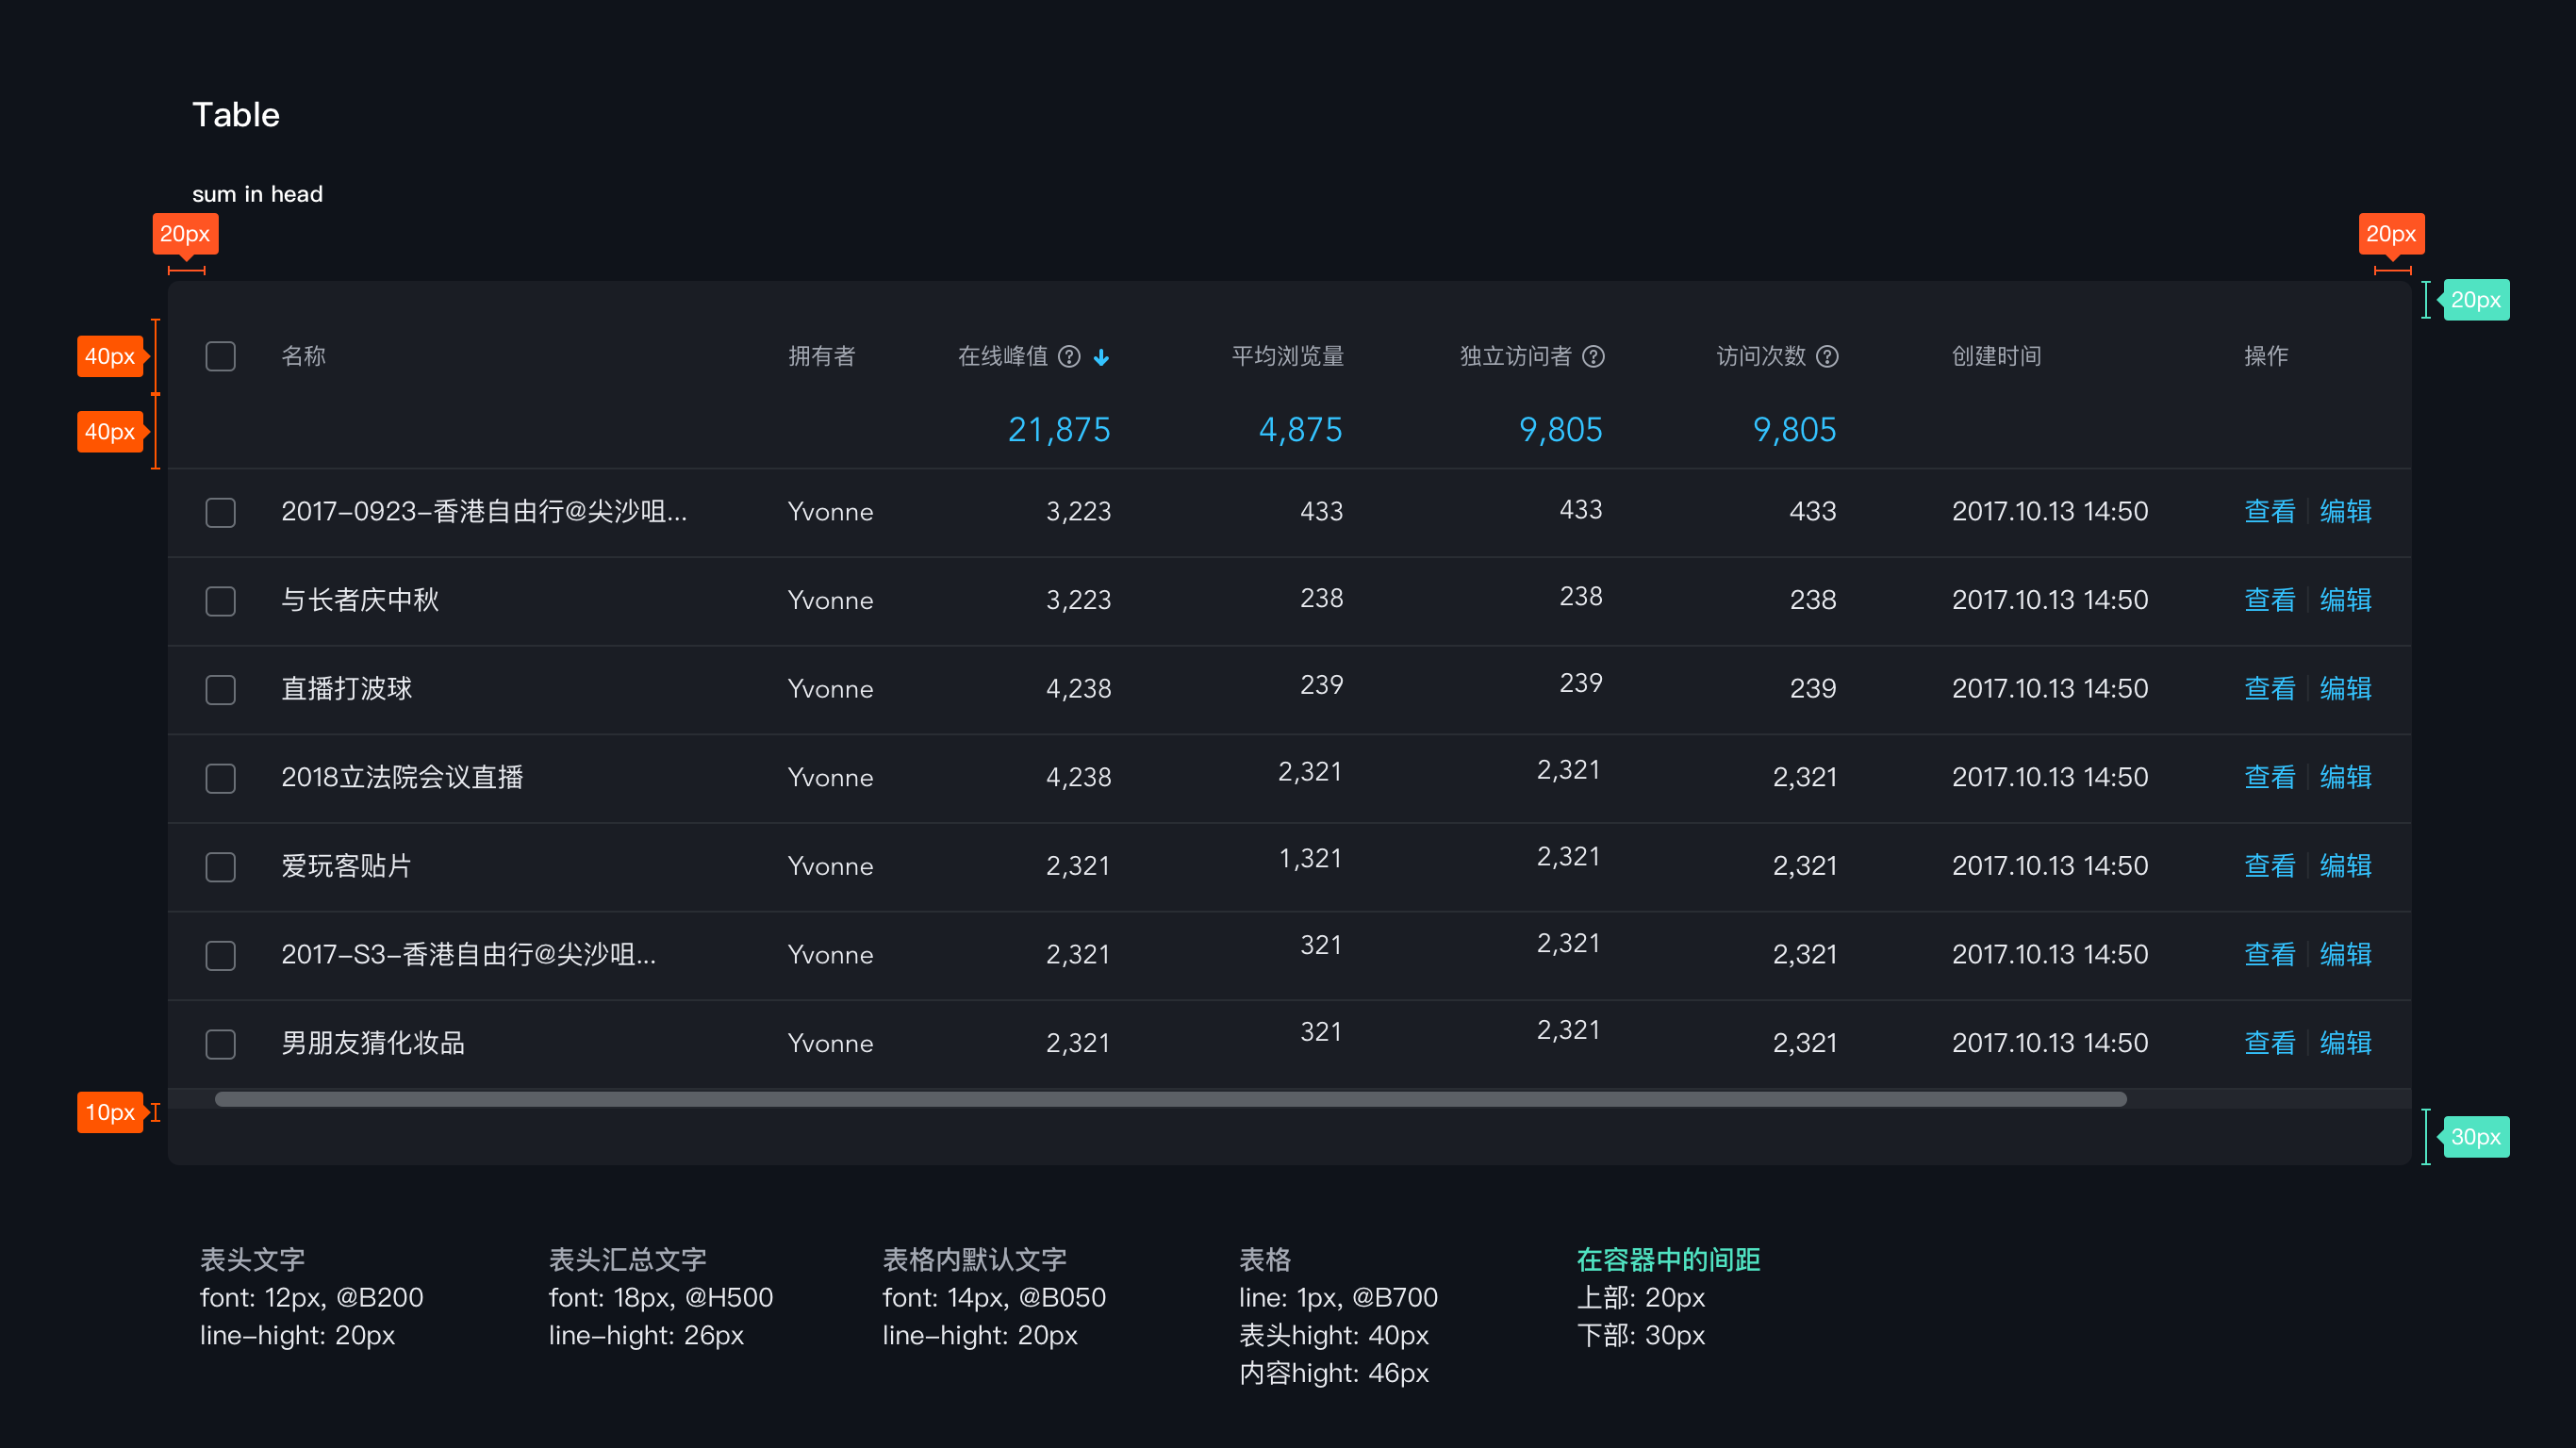 Table
sum in head
20px
20px
20px
40px
名称 拥有者 在线峰值 ? 平均浏览量 独立访问者 ? 访问次数 ? 创建时间 操作
40px
21,875 4,875 9,805 9,805
2017-0923-香港自由行@尖沙咀... Yvonne 3,223 433 433 433 2017.10.13 14:50 查看 编辑
与长者庆中秋 Yvonne 3,223 238 238 238 2017.10.13 14:50 查看 编辑
直播打波球 Yvonne 4,238 239 239 239 2017.10.13 14:50 查看 编辑
2018立法院会议直播 Yvonne 4,238 2,321 2,321 2,321 2017.10.13 14:50 查看 编辑
爱玩客贴片 Yvonne 2,321 1,321 2,321 2,321 2017.10.13 14:50 查看 编辑
2017-S3-香港自由行@尖沙咀... Yvonne 2,321 321 2,321 2,321 2017.10.13 14:50 查看 编辑
男朋友猜化妆品 Yvonne 2,321 321 2,321 2,321 2017.10.13 14:50 查看 编辑
10px
30px
表头文字
font: 12px, @B200
line-hight: 20px
表头汇总文字
font: 18px, @H500
line-hight: 26px
表格内默认文字
font: 14px, @B050
line-hight: 20px
表格
line: 1px, @B700
表头hight: 40px
内容hight: 46px
在容器中的间距
上部: 20px
下部: 30px